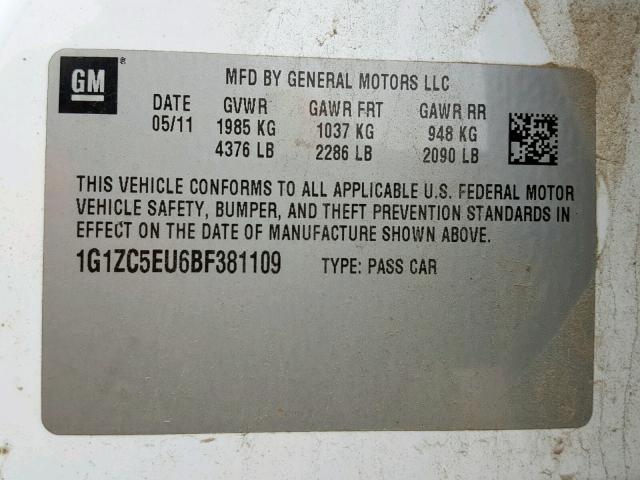 GM®
MFD BY GENERAL MOTORS LLC
DATE GVWR GAWR FRT GAWR RR
05/11 1985 KG 1037 KG 948 KG
4376 LB 2286 LB 2090 LB
THIS VEHICLE CONFORMS TO ALL APPLICABLE U.S. FEDERAL MOTOR
VEHICLE SAFETY, BUMPER, AND THEFT PREVENTION STANDARDS IN
EFFECT ON THE DATE OF MANUFACTURE SHOWN ABOVE.
1G1ZC5EU6BF381109 TYPE: PASS CAR